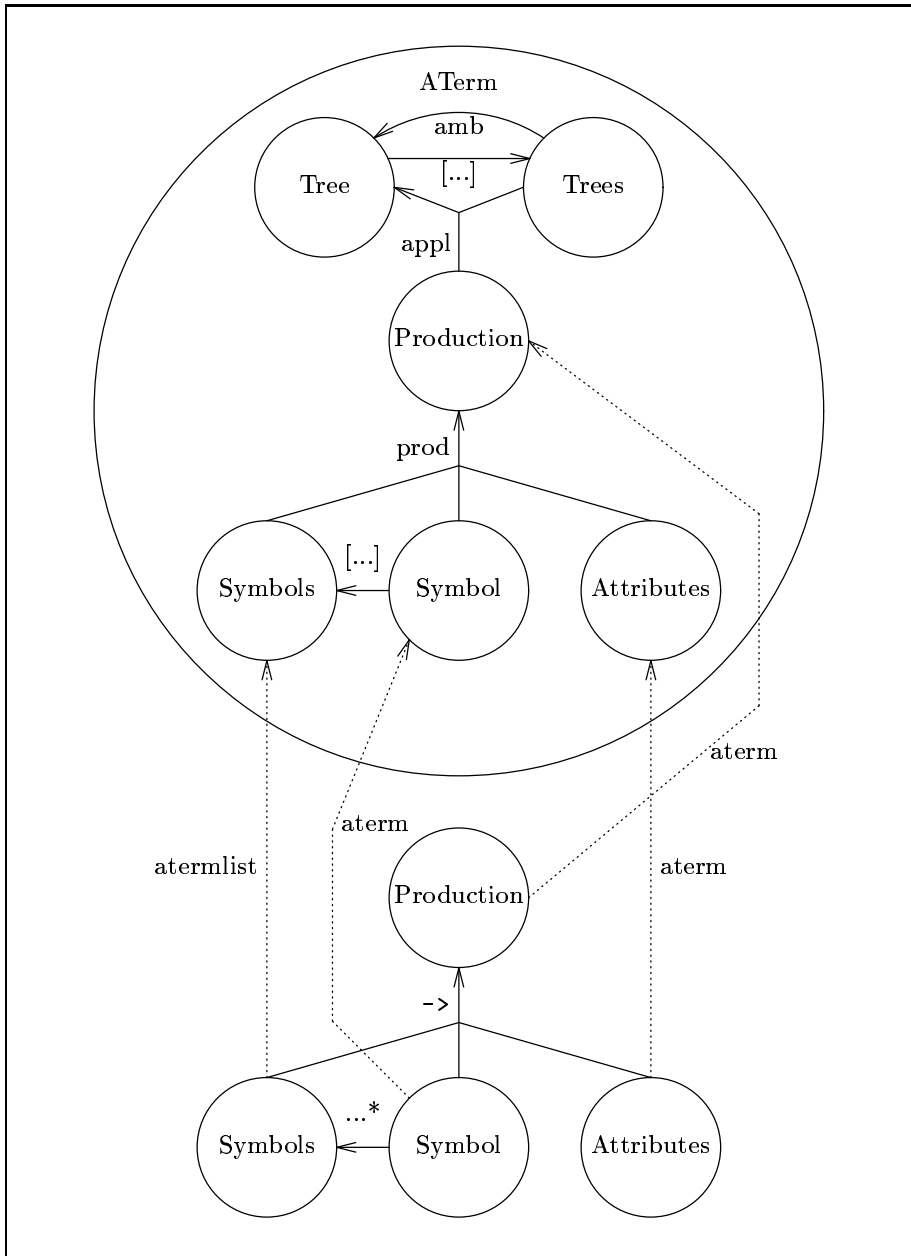 ATerm
amb
[...]
Tree
Trees
appl
Production
prod
[...]
Symbols
Symbol
Attributes
aterm
aterm
atermlist
aterm
Production
->
...*
Symbols
Symbol
Attributes